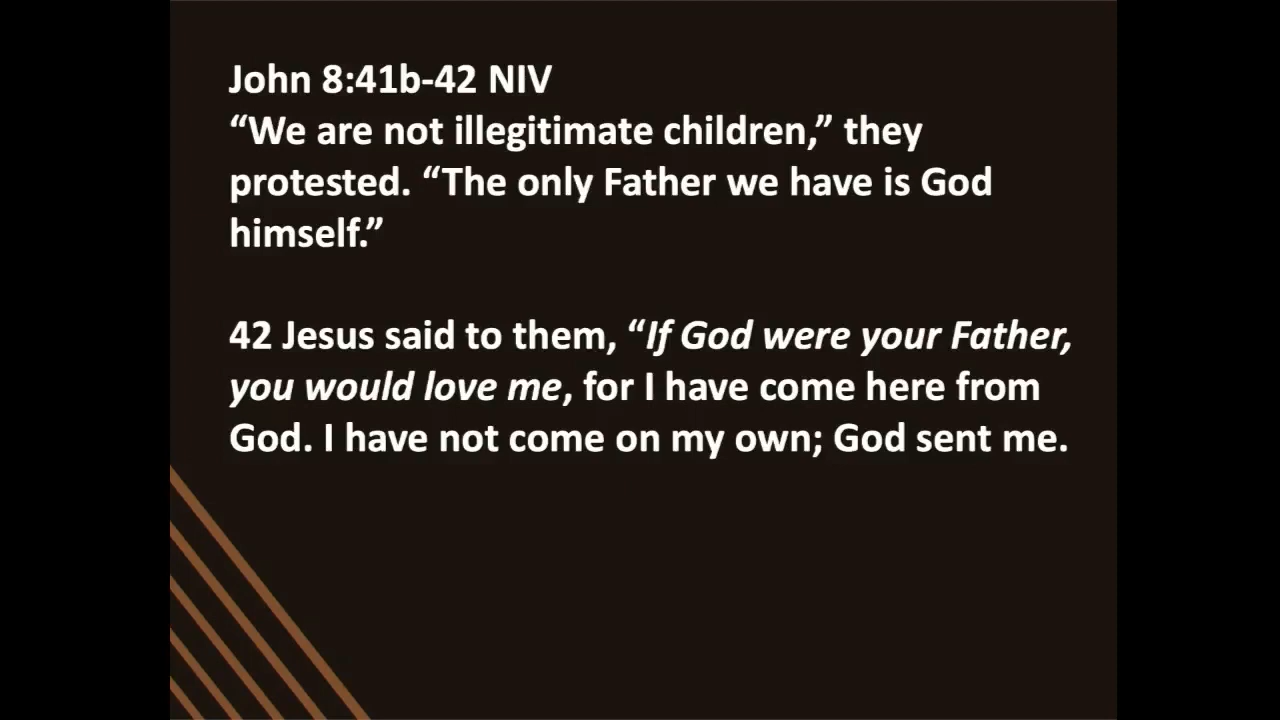 John 8:41b-42 NIV
“We are not illegitimate children,” they
protested. “The only Father we have is God
himself.”
42 Jesus said to them, “If God were your Father,
you would love me, for I have come here from
God. I have not come on my own; God sent me.